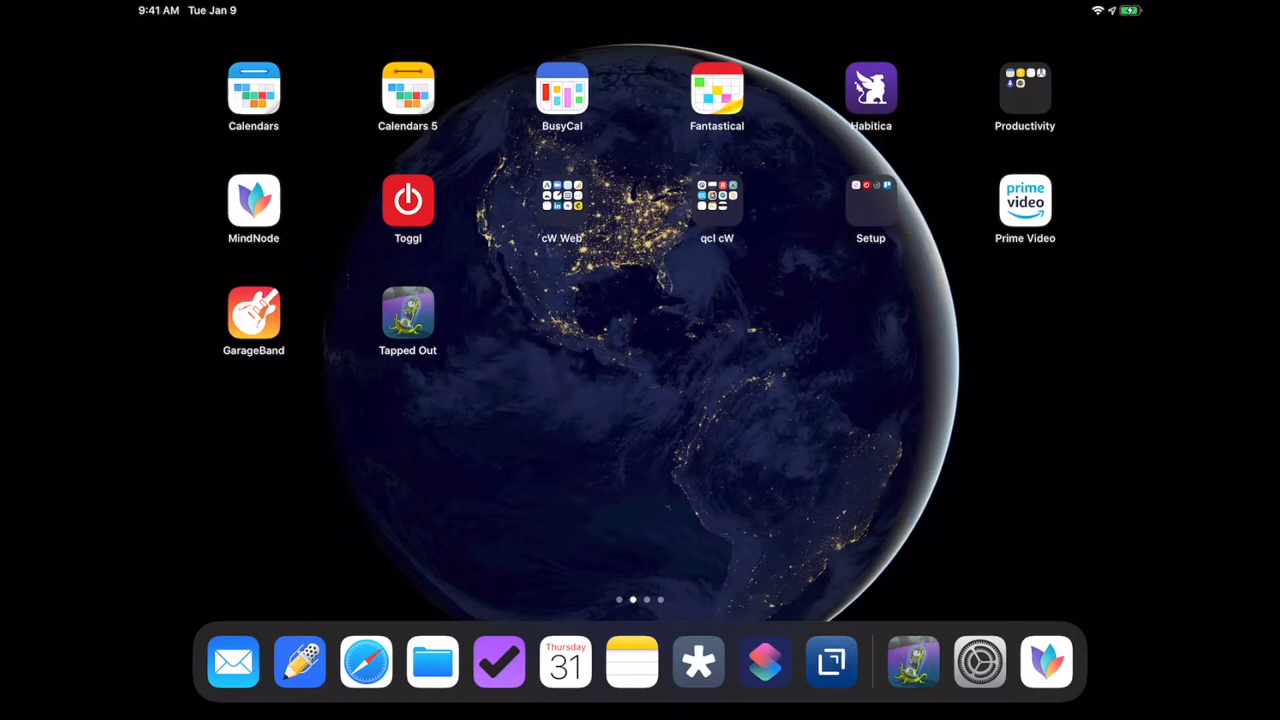 9:41 AM Tue Jan 9
Calendars
Calendars 5
BusyCal
Fantastical
Habitica
Productivity
MindNode
Toggl
cW Web
qcl cW
Setup
prime
video
Prime Video
GarageBand
Tapped Out
Thursday
31